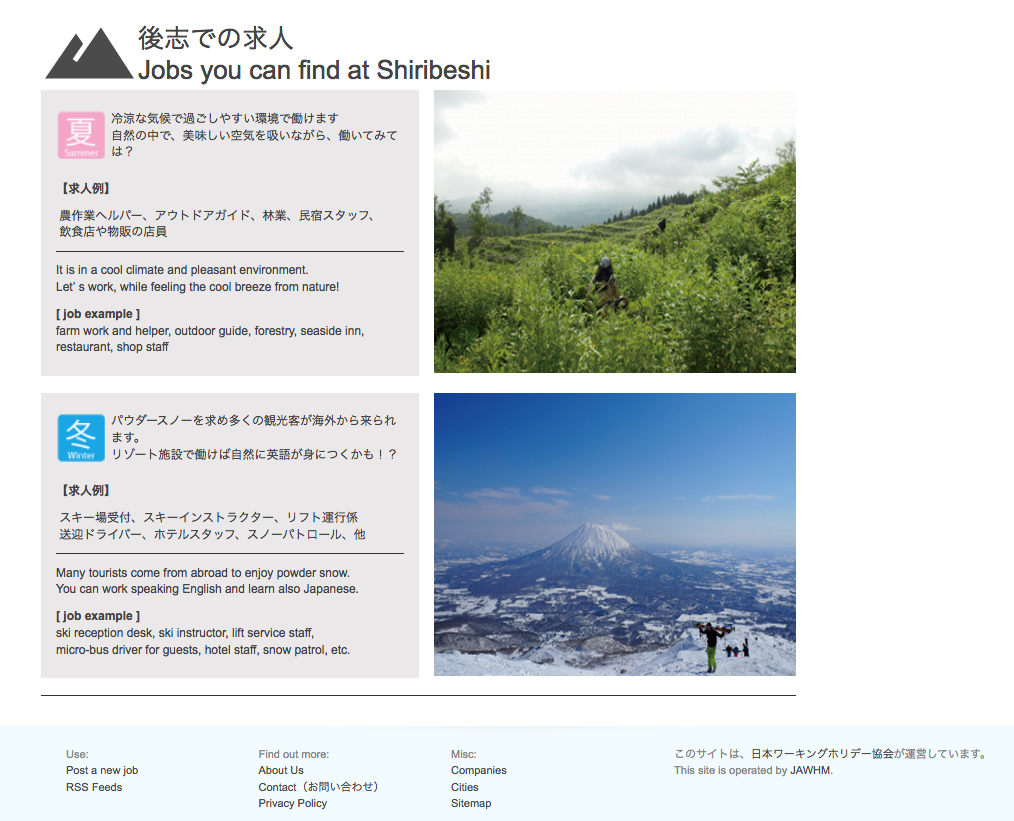 後志での求人
Jobs you can find at Shiribeshi
夏
Summer
冷涼な気候で過ごしやすい環境で働けます
自然の中で、美味しい空気を吸いながら、働いてみて
は？
【求人例】
農作業ヘルパー、アウトドアガイド、林業、民宿スタッフ、
飲食店や物販の店員
It is in a cool climate and pleasant environment.
Let’s work, while feeling the cool breeze from nature!
[ job example ]
farm work and helper, outdoor guide, forestry, seaside inn,
restaurant, shop staff
冬
Winter
パウダースノーを求め多くの観光客が海外から来られ
ます。
リゾート施設で働けば自然に英語が身につくかも！？
【求人例】
スキー場受付、スキーインストラクター、リフト運行係
送迎ドライバー、ホテルスタッフ、スノーパトロール、他
Many tourists come from abroad to enjoy powder snow.
You can work speaking English and learn also Japanese.
[ job example ]
ski reception desk, ski instructor, lift service staff,
micro-bus driver for guests, hotel staff, snow patrol, etc.
Use:
Post a new job
RSS Feeds
Find out more:
About Us
Contact（お問い合わせ）
Privacy Policy
Misc:
Companies
Cities
Sitemap
このサイトは、日本ワーキングホリデー協会が運営しています。
This site is operated by JAWHM.